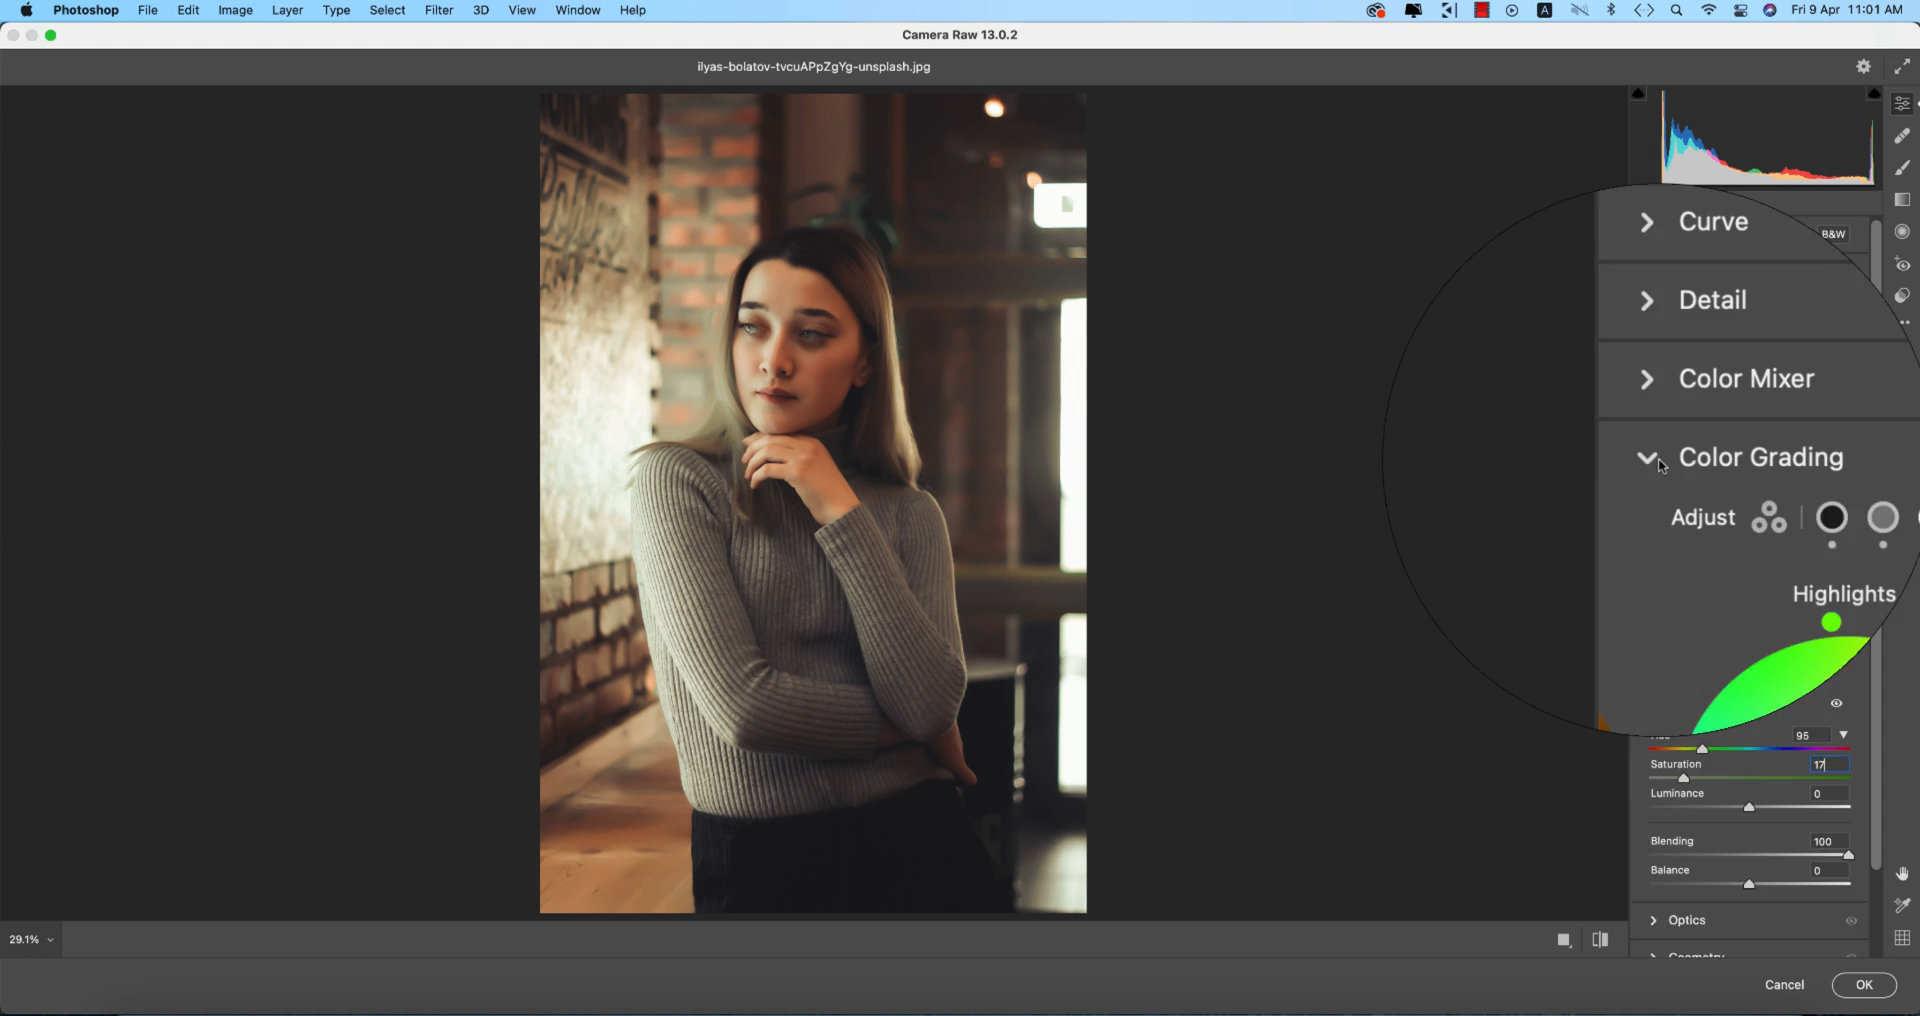 Photoshop File Edit Image Layer Type Select Filter 3D View Window Help
A Fri 9 Apr 11:01 AM
Camera Raw 13.0.2
ilyas-bolatov-tvcuAPpZgYg-unsplash.jpg
Curve
B&W
Detail
Color Mixer
Color Grading
Adjust
Highlights
95
Saturation 17
Luminance 0
Blending 100
Balance 0
Optics
Geometry
29.1%
Cancel OK